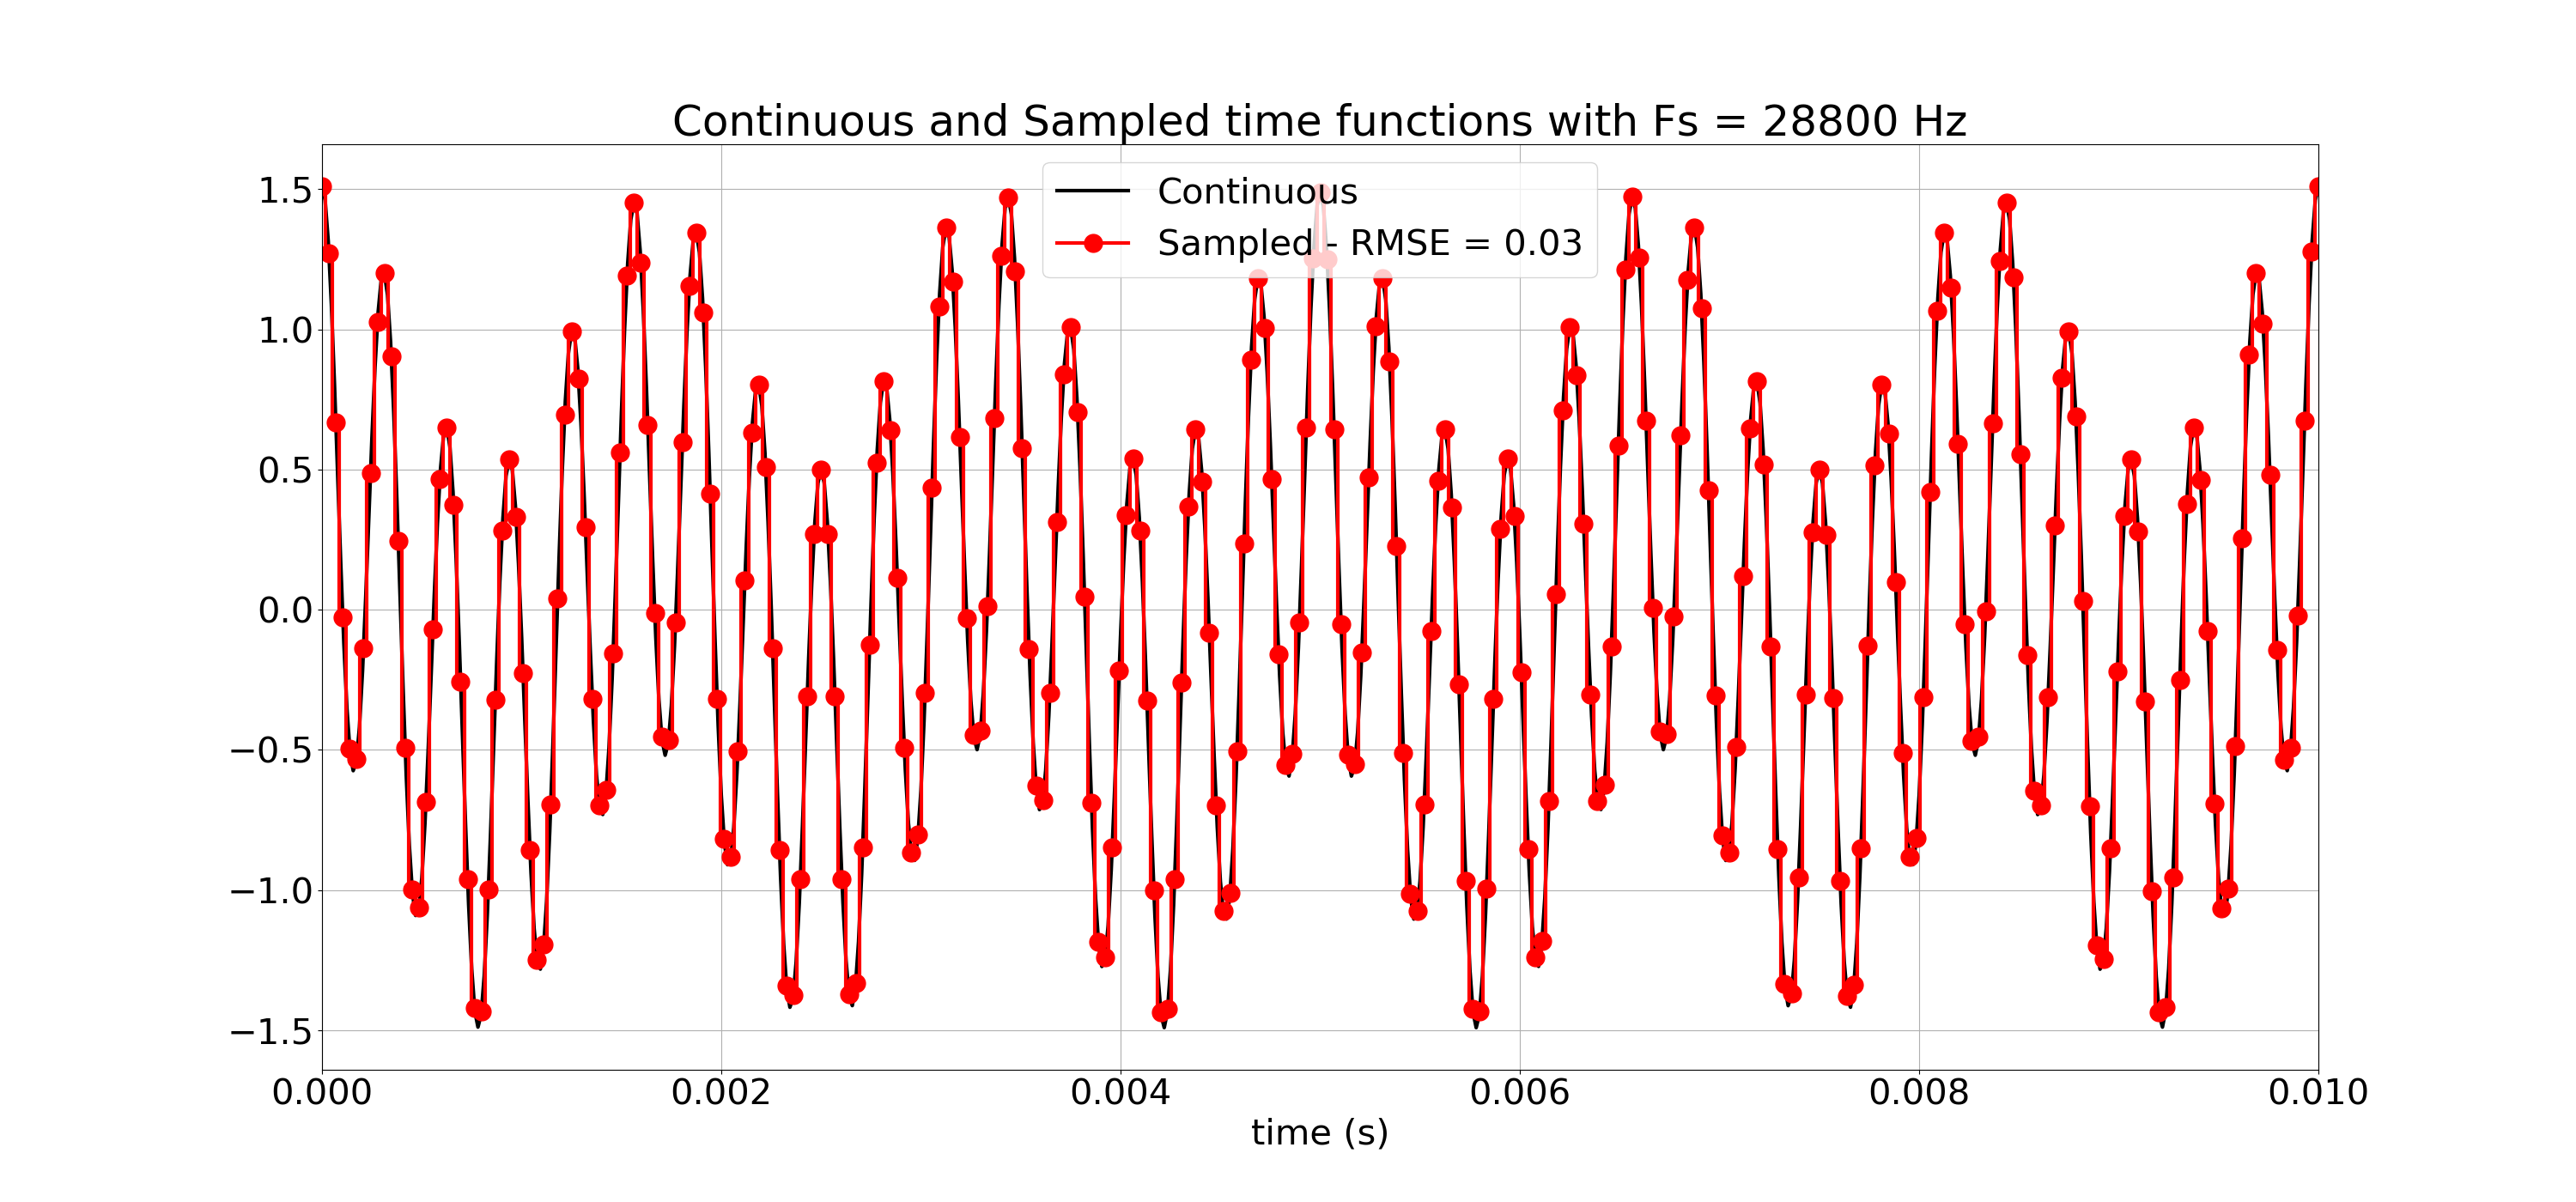 Continuous and Sampled time functions with Fs = 28800 Hz
Continuous
Sampled - RMSE = 0.03
1.5
1.0
0.5
0.0
−0.5
−1.0
−1.5
0.000 0.002 0.004 0.006 0.008 0.010
time (s)